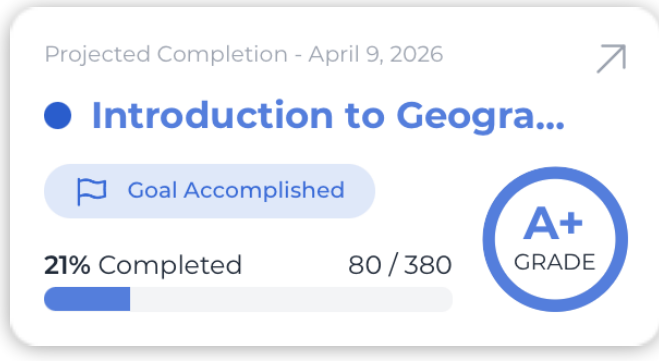 Projected Completion - April 9, 2026
Introduction to Geogra...
Goal Accomplished
A+
GRADE
21% Completed
80 / 380